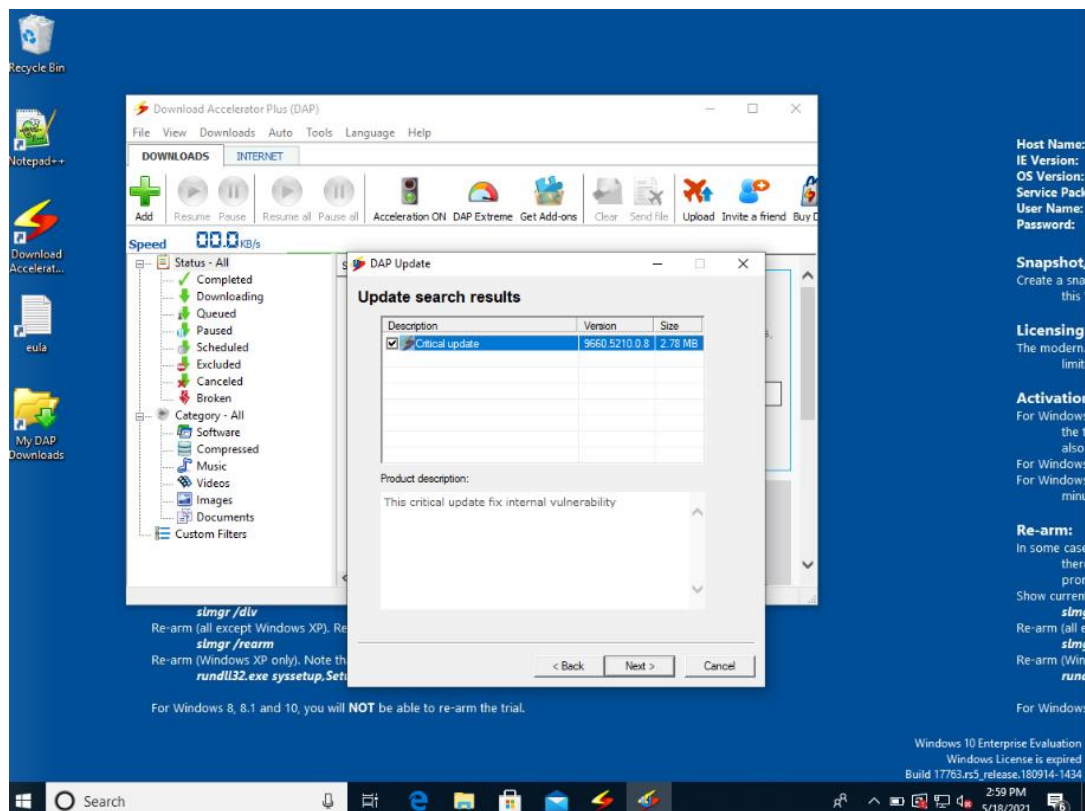 Recycle Bin
Notepad++
Download
Accelerat...
eula
My DAP
Downloads
Download Accelerator Plus (DAP)
File View Downloads Auto Tools Language Help
DOWNLOADS INTERNET
Add Resume Pause Resume all Pause all Acceleration ON DAP Extreme Get Add-ons Clear Send file Upload Invite a friend Buy D
Speed 00.0 KB/s
Status - All
Completed
Downloading
Queued
Paused
Scheduled
Excluded
Canceled
Broken
Category - All
Software
Compressed
Music
Videos
Images
Documents
Custom Filters
DAP Update
Update search results
Description Version Size
Critical update 9660.5210.0.8 2.78 MB
Product description:
This critical update fix internal vulnerability
< Back Next > Cancel
slmgr /dlv
Re-arm (all except Windows XP). Re
slmgr /rearm
Re-arm (Windows XP only). Note th
rundll32.exe syssetup,Setu
For Windows 8, 8.1 and 10, you will NOT be able to re-arm the trial.
Host Name:
IE Version:
OS Version:
Service Pack
User Name:
Password:
Snapshot,
Create a sna
this
Licensing
The modern.
limit
Activation
For Windows
the t
also
For Windows
For Windows
minu
Re-arm:
In some case
there
pron
Show current
slmg
Re-arm (all e
slmg
Re-arm (Win
rund
For Windows
Windows 10 Enterprise Evaluation
Windows License is expired
Build 17763.rs5_release.180914-1434
Search
2:59 PM
5/18/2021
6